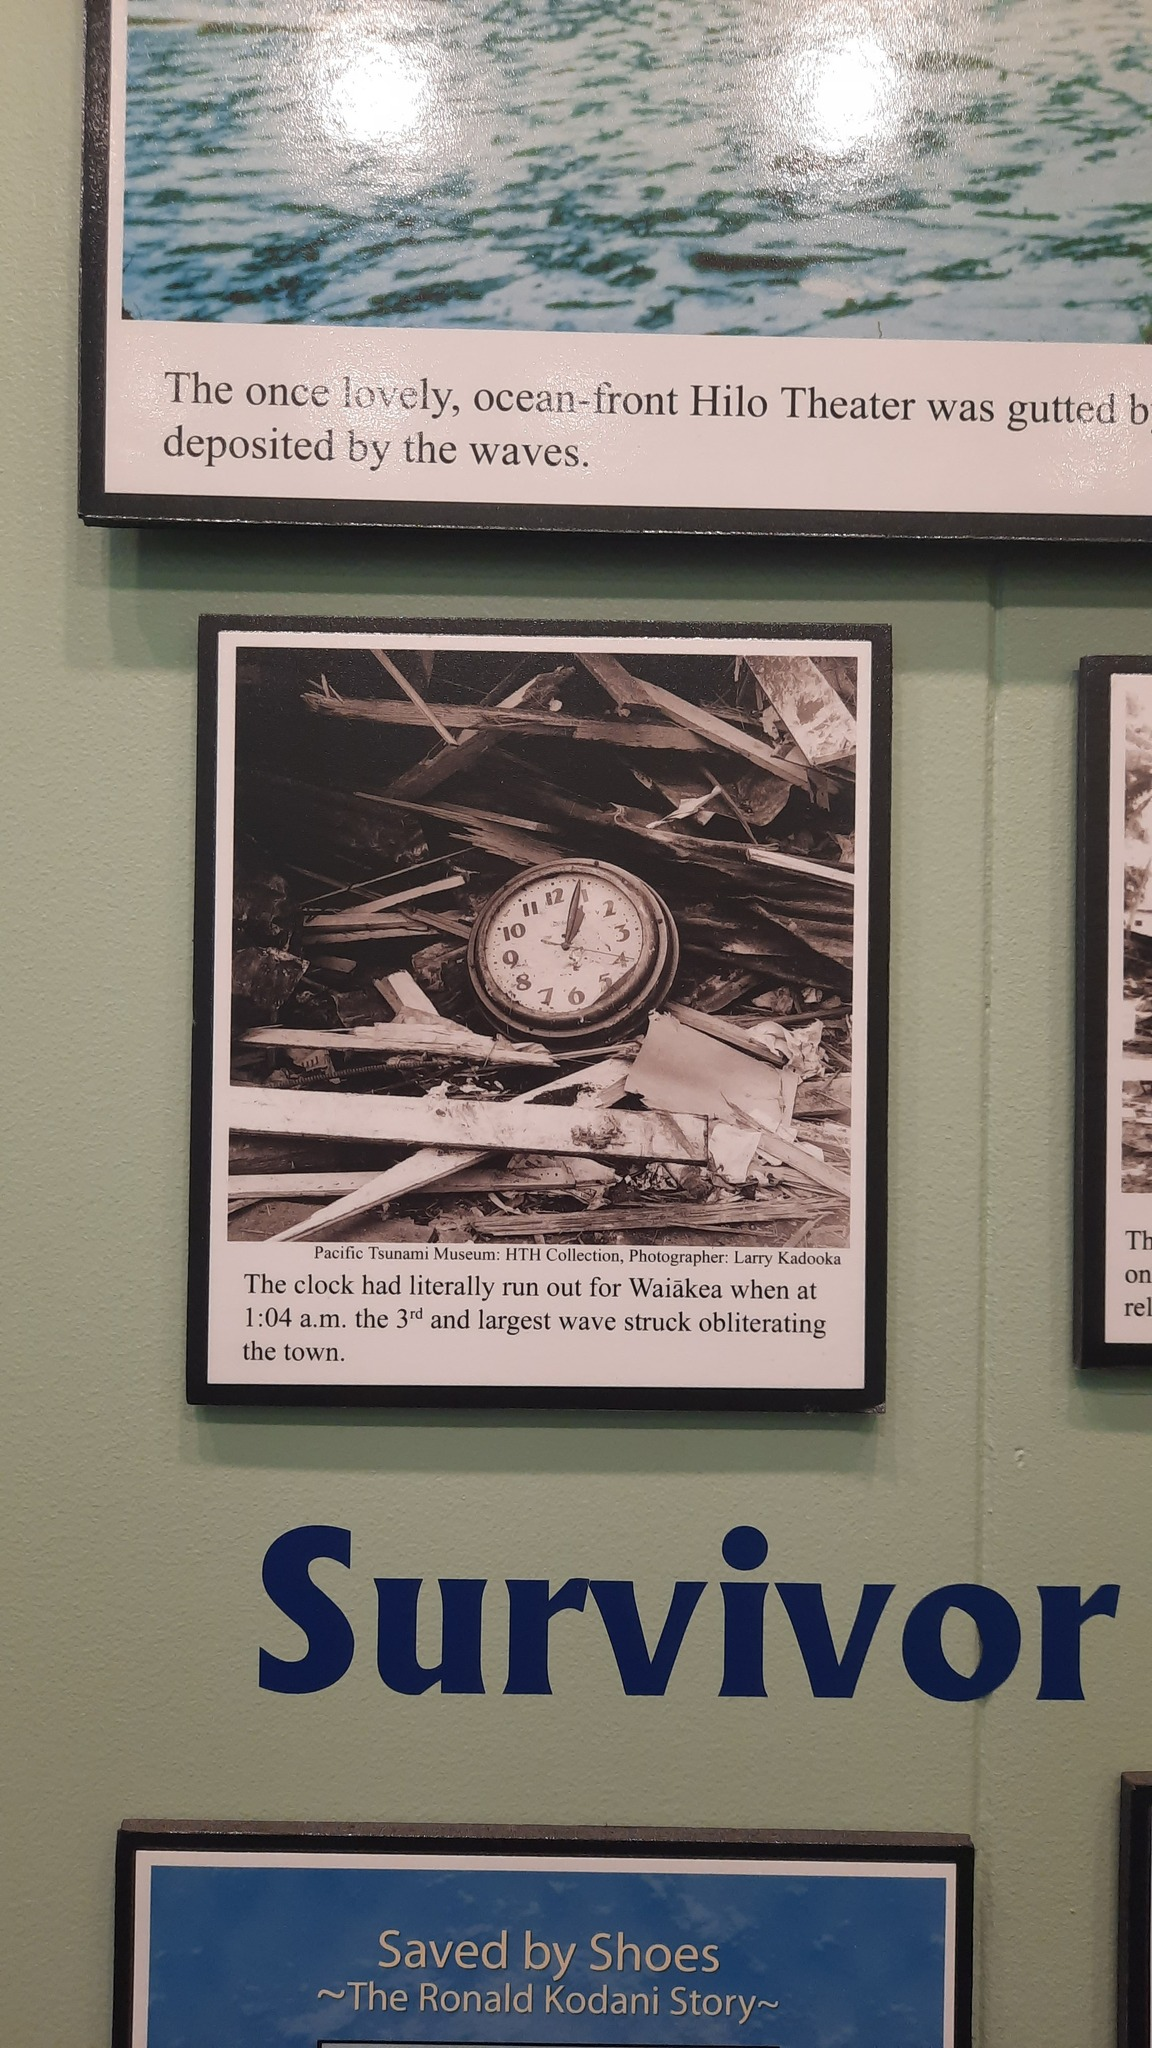 The once lovely, ocean-front Hilo Theater was gutted
deposited by the waves.
12
1
2
3
4
5
6
7
8
9
10
11
Pacific Tsunami Museum: HTH Collection, Photographer: Larry Kadooka
The clock had literally run out for Waiākea when at
1:04 a.m. the 3rd and largest wave struck obliterating
the town.
Th
on
rel
Survivor
Saved by Shoes
~The Ronald Kodani Story~